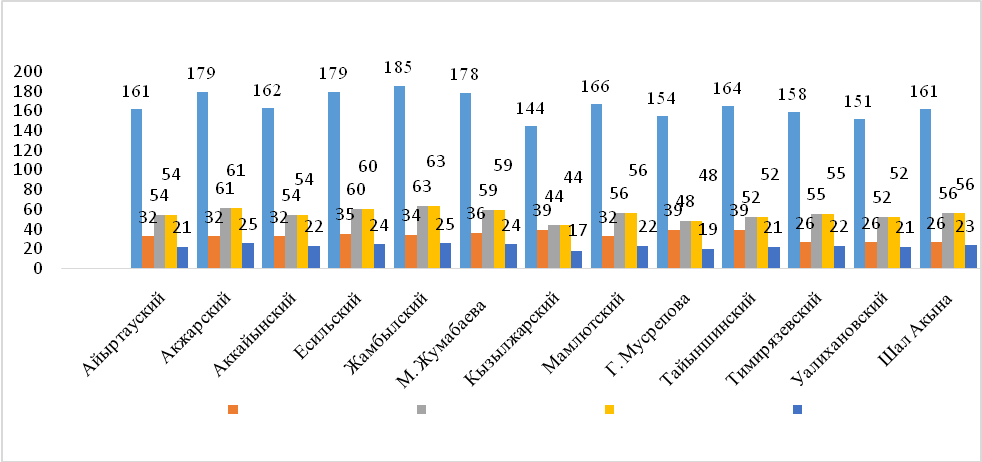 200
180
160
140
120
100
80
60
40
20
0
161 32 54 54 21
179 32 61 61 25
162 32 54 54 22
179 35 60 60 24
185 34 63 63 25
178 36 59 59 24
144 39 44 44 17
166 32 56 56 22
154 39 48 48 19
164 39 52 52 21
158 26 55 55 22
151 26 52 52 21
161 26 56 56 23
Айыртауский
Акжарский
Аккайынский
Есильский
Жамбылский
М. Жумабаева
Кызылжарский
Мамлютский
Г. Мусрепова
Тайыншинский
Тимирязевский
Уалихановский
Шал Акына